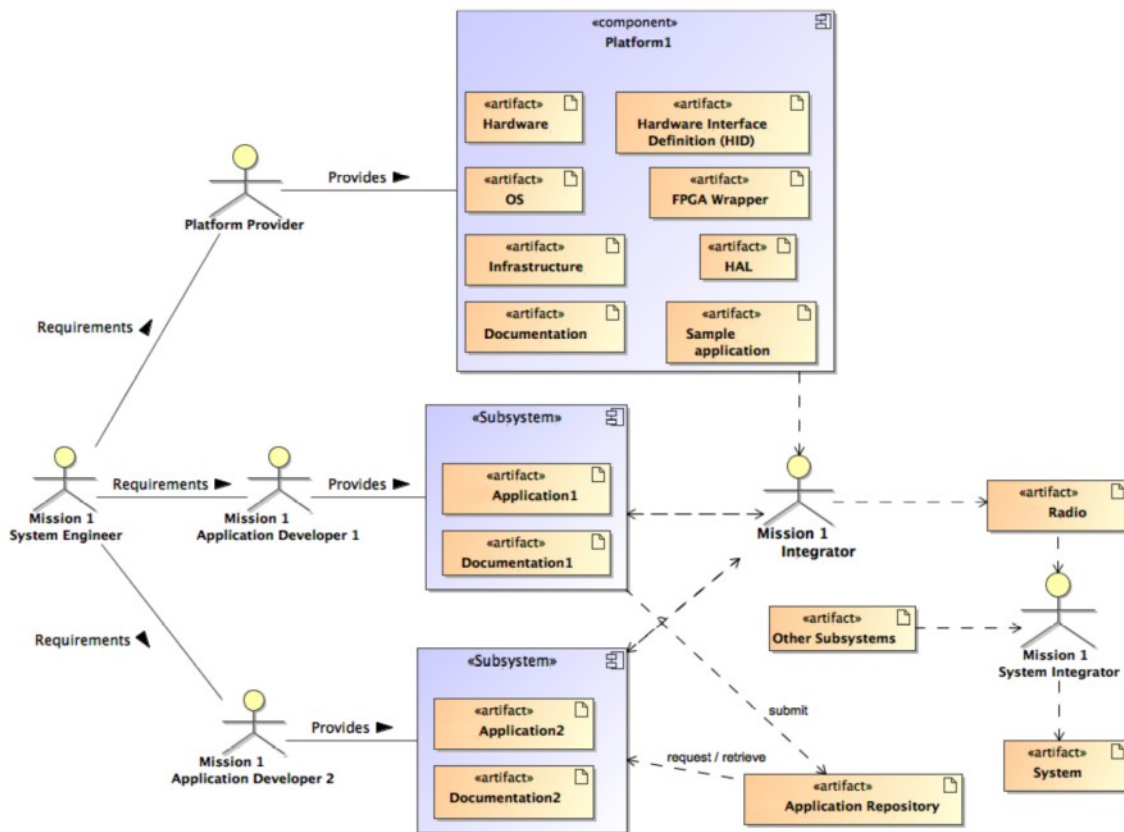 «component»
Platform1
«artifact»
Hardware
«artifact»
Hardware Interface
Definition (HID)
«artifact»
OS
«artifact»
FPGA Wrapper
«artifact»
Infrastructure
«artifact»
HAL
«artifact»
Documentation
«artifact»
Sample
application
Provides
Platform Provider
Requirements
Mission 1
System Engineer
Requirements
Mission 1
Application Developer 1
Provides
«Subsystem»
«artifact»
Application1
«artifact»
Documentation1
Mission 1
Integrator
«artifact»
Radio
«artifact»
Other Subsystems
Mission 1
System Integrator
«artifact»
System
Requirements
Mission 1
Application Developer 2
Provides
«Subsystem»
«artifact»
Application2
«artifact»
Documentation2
submit
request / retrieve
«artifact»
Application Repository